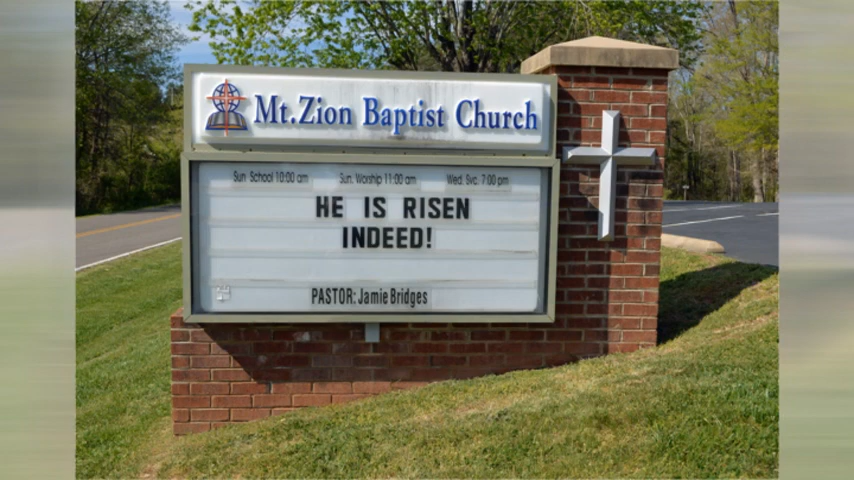 Mt.Zion Baptist Church
Sun School 10:00 am Sun. Worship 11:00 am Wed. Svc. 7:00 pm
HE IS RISEN
INDEED!
PASTOR: Jamie Bridges